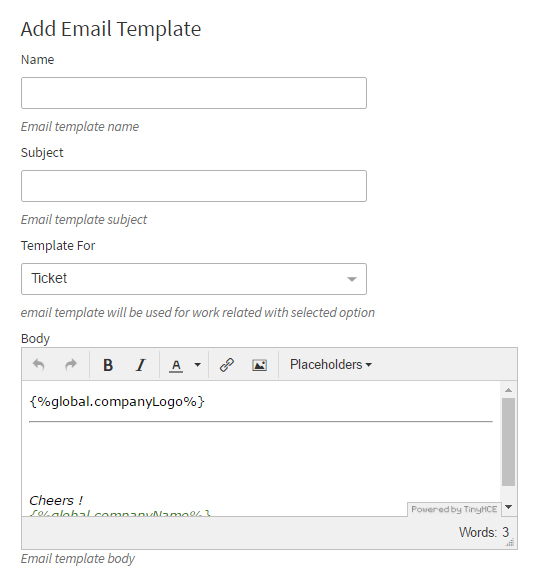 Add Email Template
Name
Email template name
Subject
Email template subject
Template For
Ticket
email template will be used for work related with selected option
Body
B I A Placeholders
{%global.companyLogo%}
Cheers !
{%global.companyName%}
Powered by TinyMCE
Words: 3
Email template body